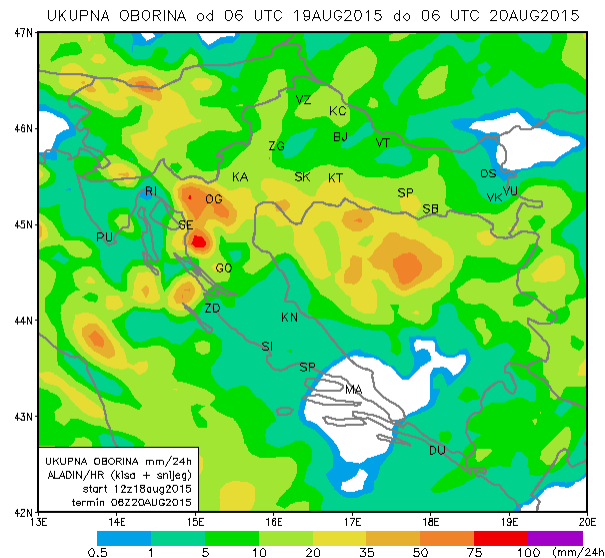 UKUPNA OBORINA od 06 UTC 19AUG2015 do 06 UTC 20AUG2015
47N
VZ
KC
46N
BJ
VT
ZG
KA
SK
KT
OS
RI
OG
SP
VU
VK
SB
45N
SE
PU
GO
ZD
44N
KN
SI
SP
MA
43N
DU
UKUPNA OBORINA mm/24h
ALADIN/HR (kisa + snijeg)
start 12z18aug2015
termin 06Z20AUG2015
42N
13E 14E 15E 16E 17E 18E 19E 20E
0.5 1 5 10 20 35 50 75 100 (mm/24h